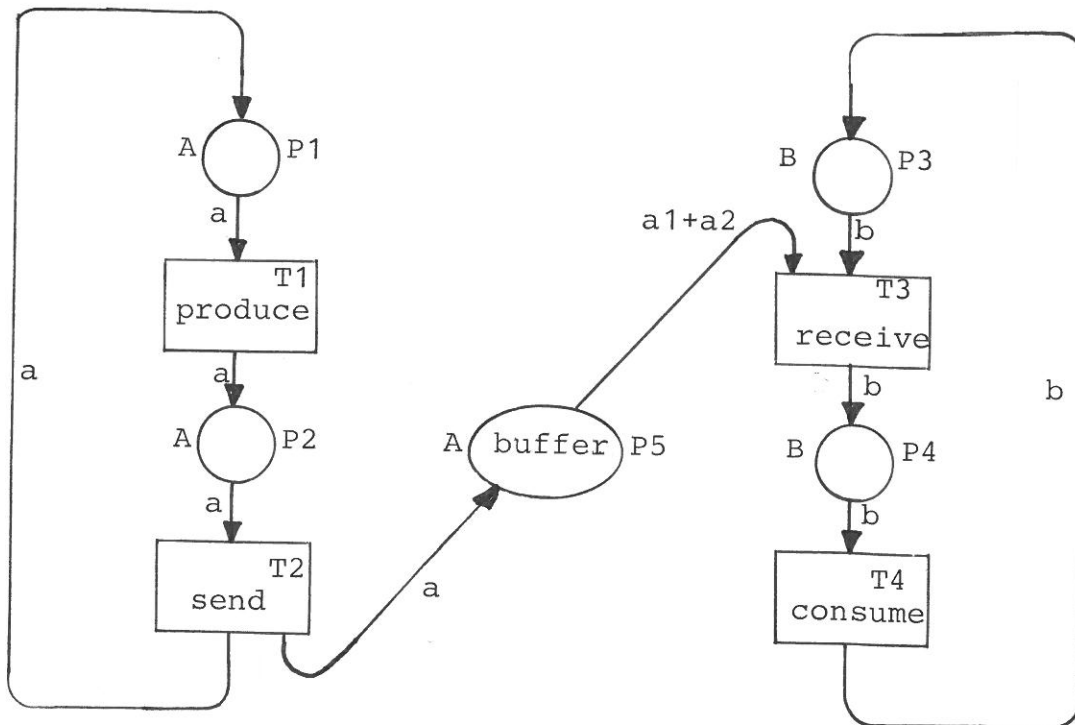 A P1
a
T1
produce
a
a
A P2
a
T2
send
a
A buffer P5
a1+a2
B P3
b
T3
receive
b
b
B P4
b
T4
consume